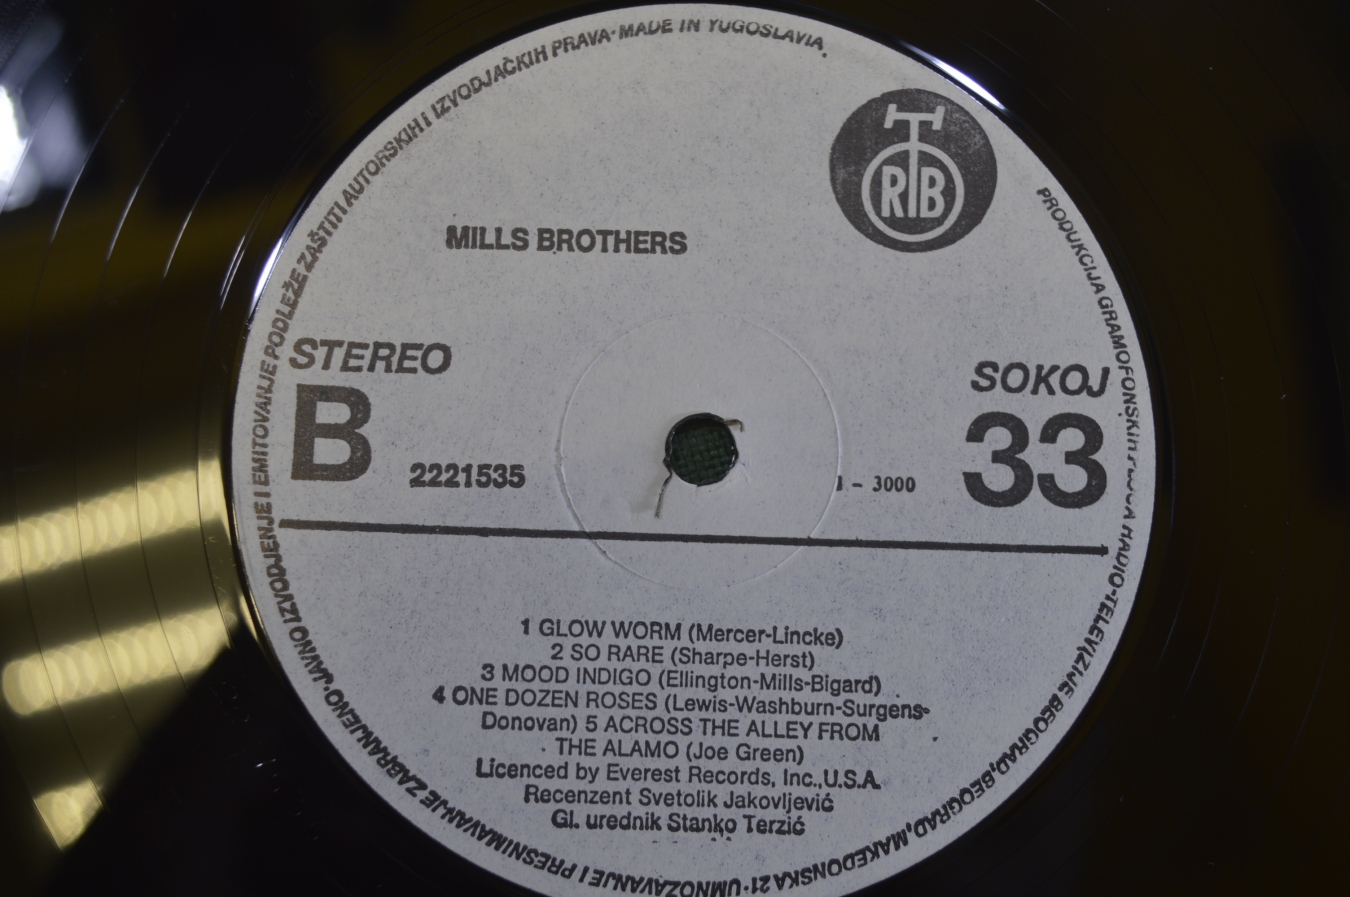 PRODUKCIJA GRAMOFONSKIH PLOČA RADIO-TELEVIZIJE BEOGRAD, BEOGRAD, MAKEDONSKA 21 · UMNOŽAVANJE I PRESNIMAVANJE ZABRANJENO · JAVNO IZVODJENJE I EMITOVANJE PODLEŽE ZAŠTITI AUTORSKIH I IZVODJAČKIH PRAVA · MADE IN YUGOSLAVIA
RTB
MILLS BROTHERS
STEREO
SOKOJ
B
33
2221535
I - 3000
1 GLOW WORM (Mercer-Lincke)
2 SO RARE (Sharpe-Herst)
3 MOOD INDIGO (Ellington-Mills-Bigard)
4 ONE DOZEN ROSES (Lewis-Washburn-Surgens-
Donovan) 5 ACROSS THE ALLEY FROM
THE ALAMO (Joe Green)
Licenced by Everest Records, Inc.,U.S.A.
Recenzent Svetolik Jakovljević
Gl. urednik Stanko Terzić